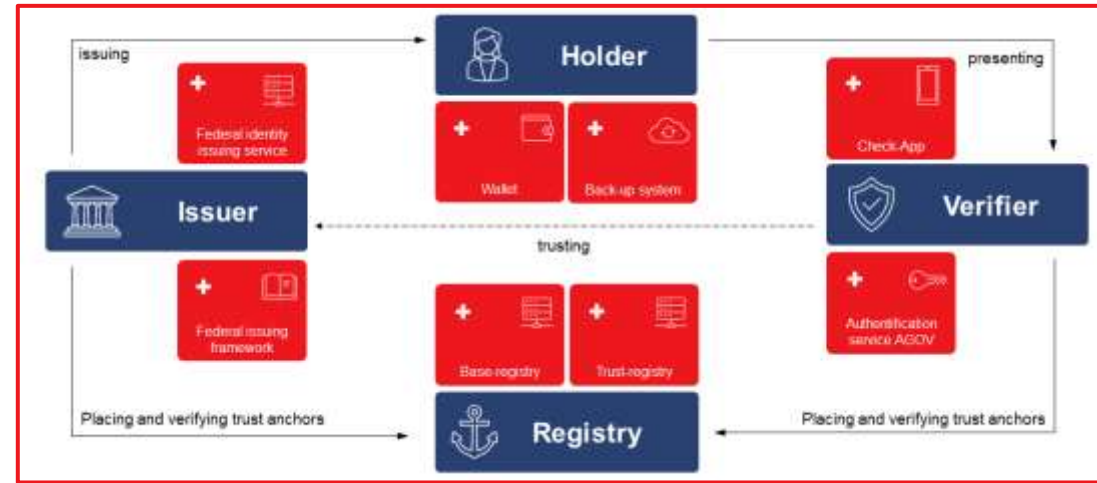 issuing
Holder
presenting
Federal identity
issuing service
Wallet
Back-up system
Check-App
Issuer
Verifier
trusting
Federal issuing
framework
Base-registry
Trust-registry
Authentification
service AGOV
Placing and verifying trust anchors
Registry
Placing and verifying trust anchors